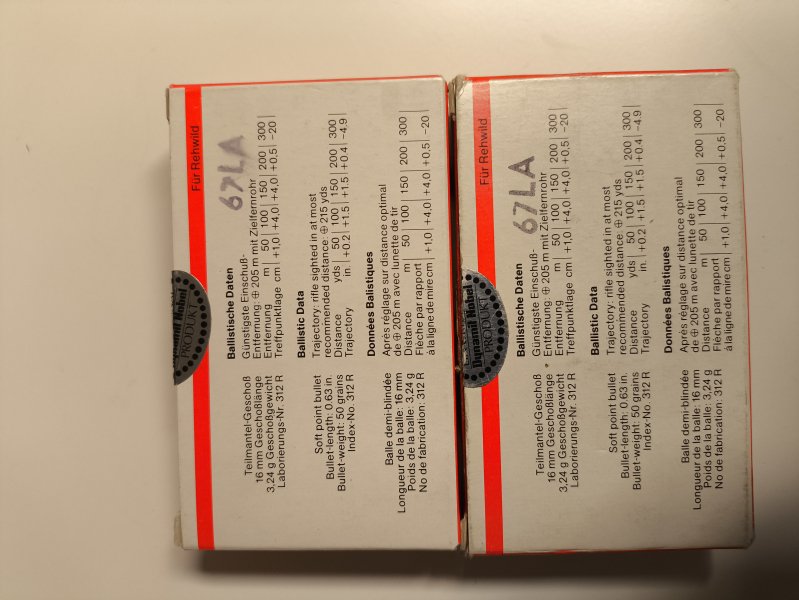 Für Rehwild
Dynamit Nobel
PRODUKT
67LA
Teilmantel-Geschoß
16 mm Geschoßlänge
3,24 g Geschoßgewicht
Laborierungs-Nr. 312 R
Ballistische Daten
Günstigste Einschuß-
Entfernung: ⊕ 205 m mit Zielfernrohr
Entfernung m 50 100 150 200 300
Treffpunktlage cm +1,0 +4,0 +4,0 +0,5 -20
Soft point bullet
Bullet-length: 0.63 in.
Bullet-weight: 50 grains
Index-No. 312 R
Ballistic Data
Trajectory: rifle sighted in at most
recommended distance: ⊕ 215 yds
Distance yds 50 100 150 200 300
Trajectory in. +0.2 +1.5 +1.5 +0.4 -4.9
Balle demi-blindée
Longueur de la balle: 16 mm
Poids de la balle: 3,24 g
No de fabrication: 312 R
Données Balistiques
Après réglage sur distance optimal
de ⊕ 205 m avec lunette de tir
Distance m 50 100 150 200 300
Flèche par rapport
à la ligne de mire cm +1,0 +4,0 +4,0 +0,5 -20
Für Rehwild
Dynamit Nobel
PRODUKT
67LA
Teilmantel-Geschoß
16 mm Geschoßlänge
3,24 g Geschoßgewicht
Laborierungs-Nr. 312 R
Ballistische Daten
Günstigste Einschuß-
Entfernung: ⊕ 205 m mit Zielfernrohr
Entfernung m 50 100 150 200 300
Treffpunktlage cm +1,0 +4,0 +4,0 +0,5 -20
Soft point bullet
Bullet-length: 0.63 in.
Bullet-weight: 50 grains
Index-No. 312 R
Ballistic Data
Trajectory: rifle sighted in at most
recommended distance: ⊕ 215 yds
Distance yds 50 100 150 200 300
Trajectory in. +0.2 +1.5 +1.5 +0.4 -4.9
Balle demi-blindée
Longueur de la balle: 16 mm
Poids de la balle: 3,24 g
No de fabrication: 312 R
Données Balistiques
Après réglage sur distance optimal
de ⊕ 205 m avec lunette de tir
Distance m 50 100 150 200 300
Flèche par rapport
à la ligne de mire cm +1,0 +4,0 +4,0 +0,5 -20